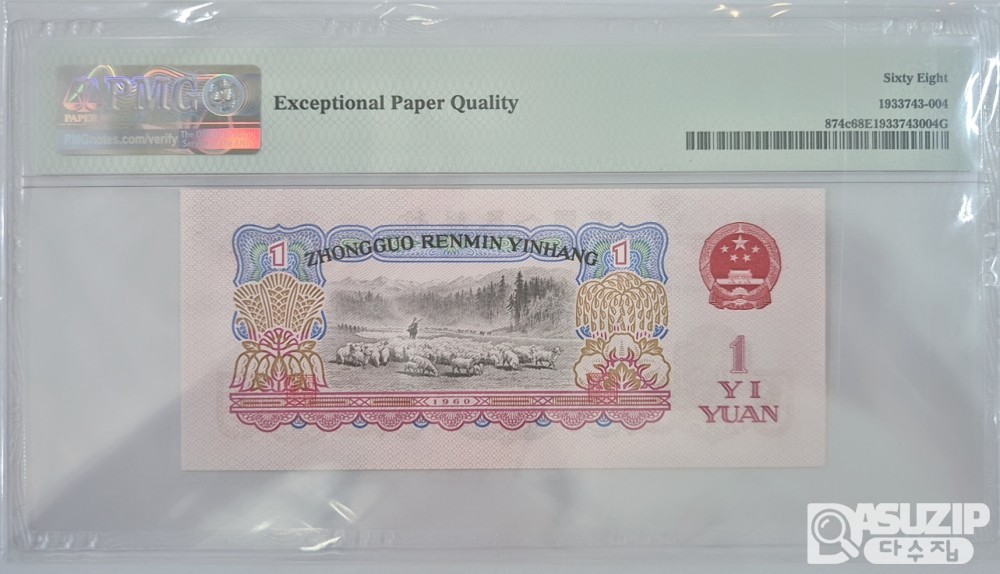 PMG
PAPER
PMGnotes.com/verify
Exceptional Paper Quality
Sixty Eight
1933743-004
874c68E1933743004G
1
ZHONGGUO RENMIN YINHANG
1
1960
1
YI
YUAN
ASUZIP
다수집